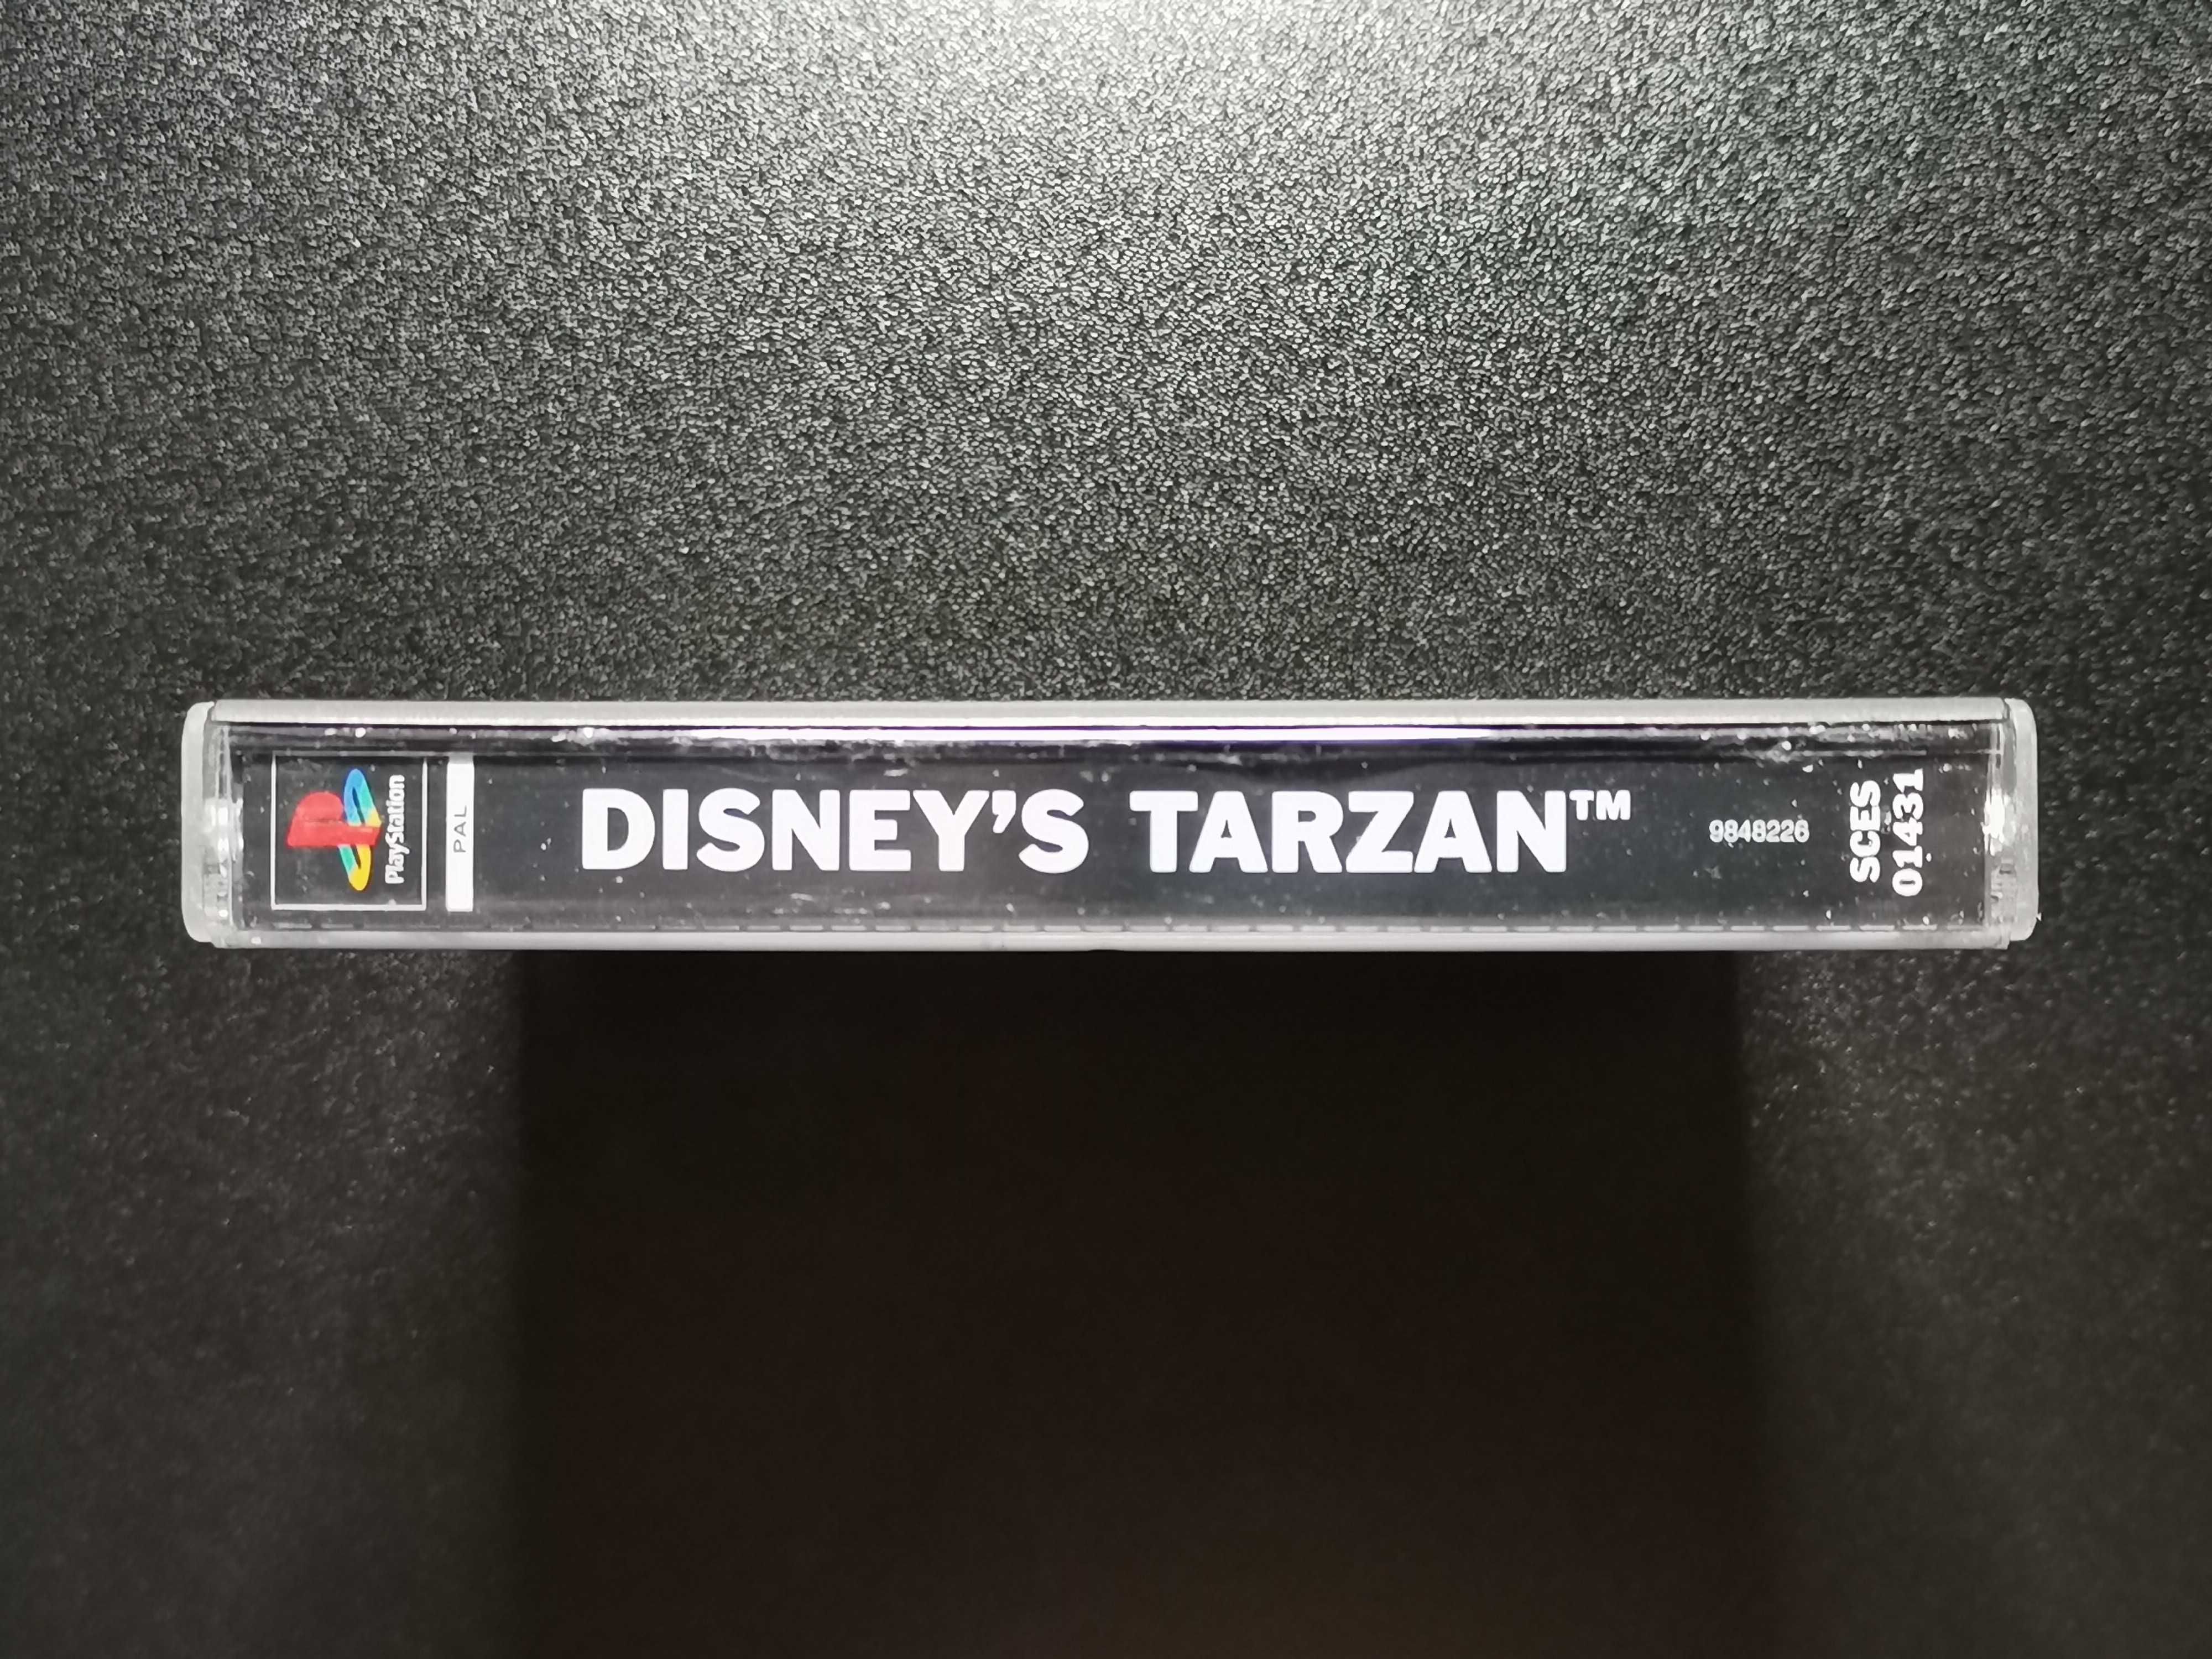 PlayStation
PAL
DISNEY'S TARZAN™
9848226
SCES
01431